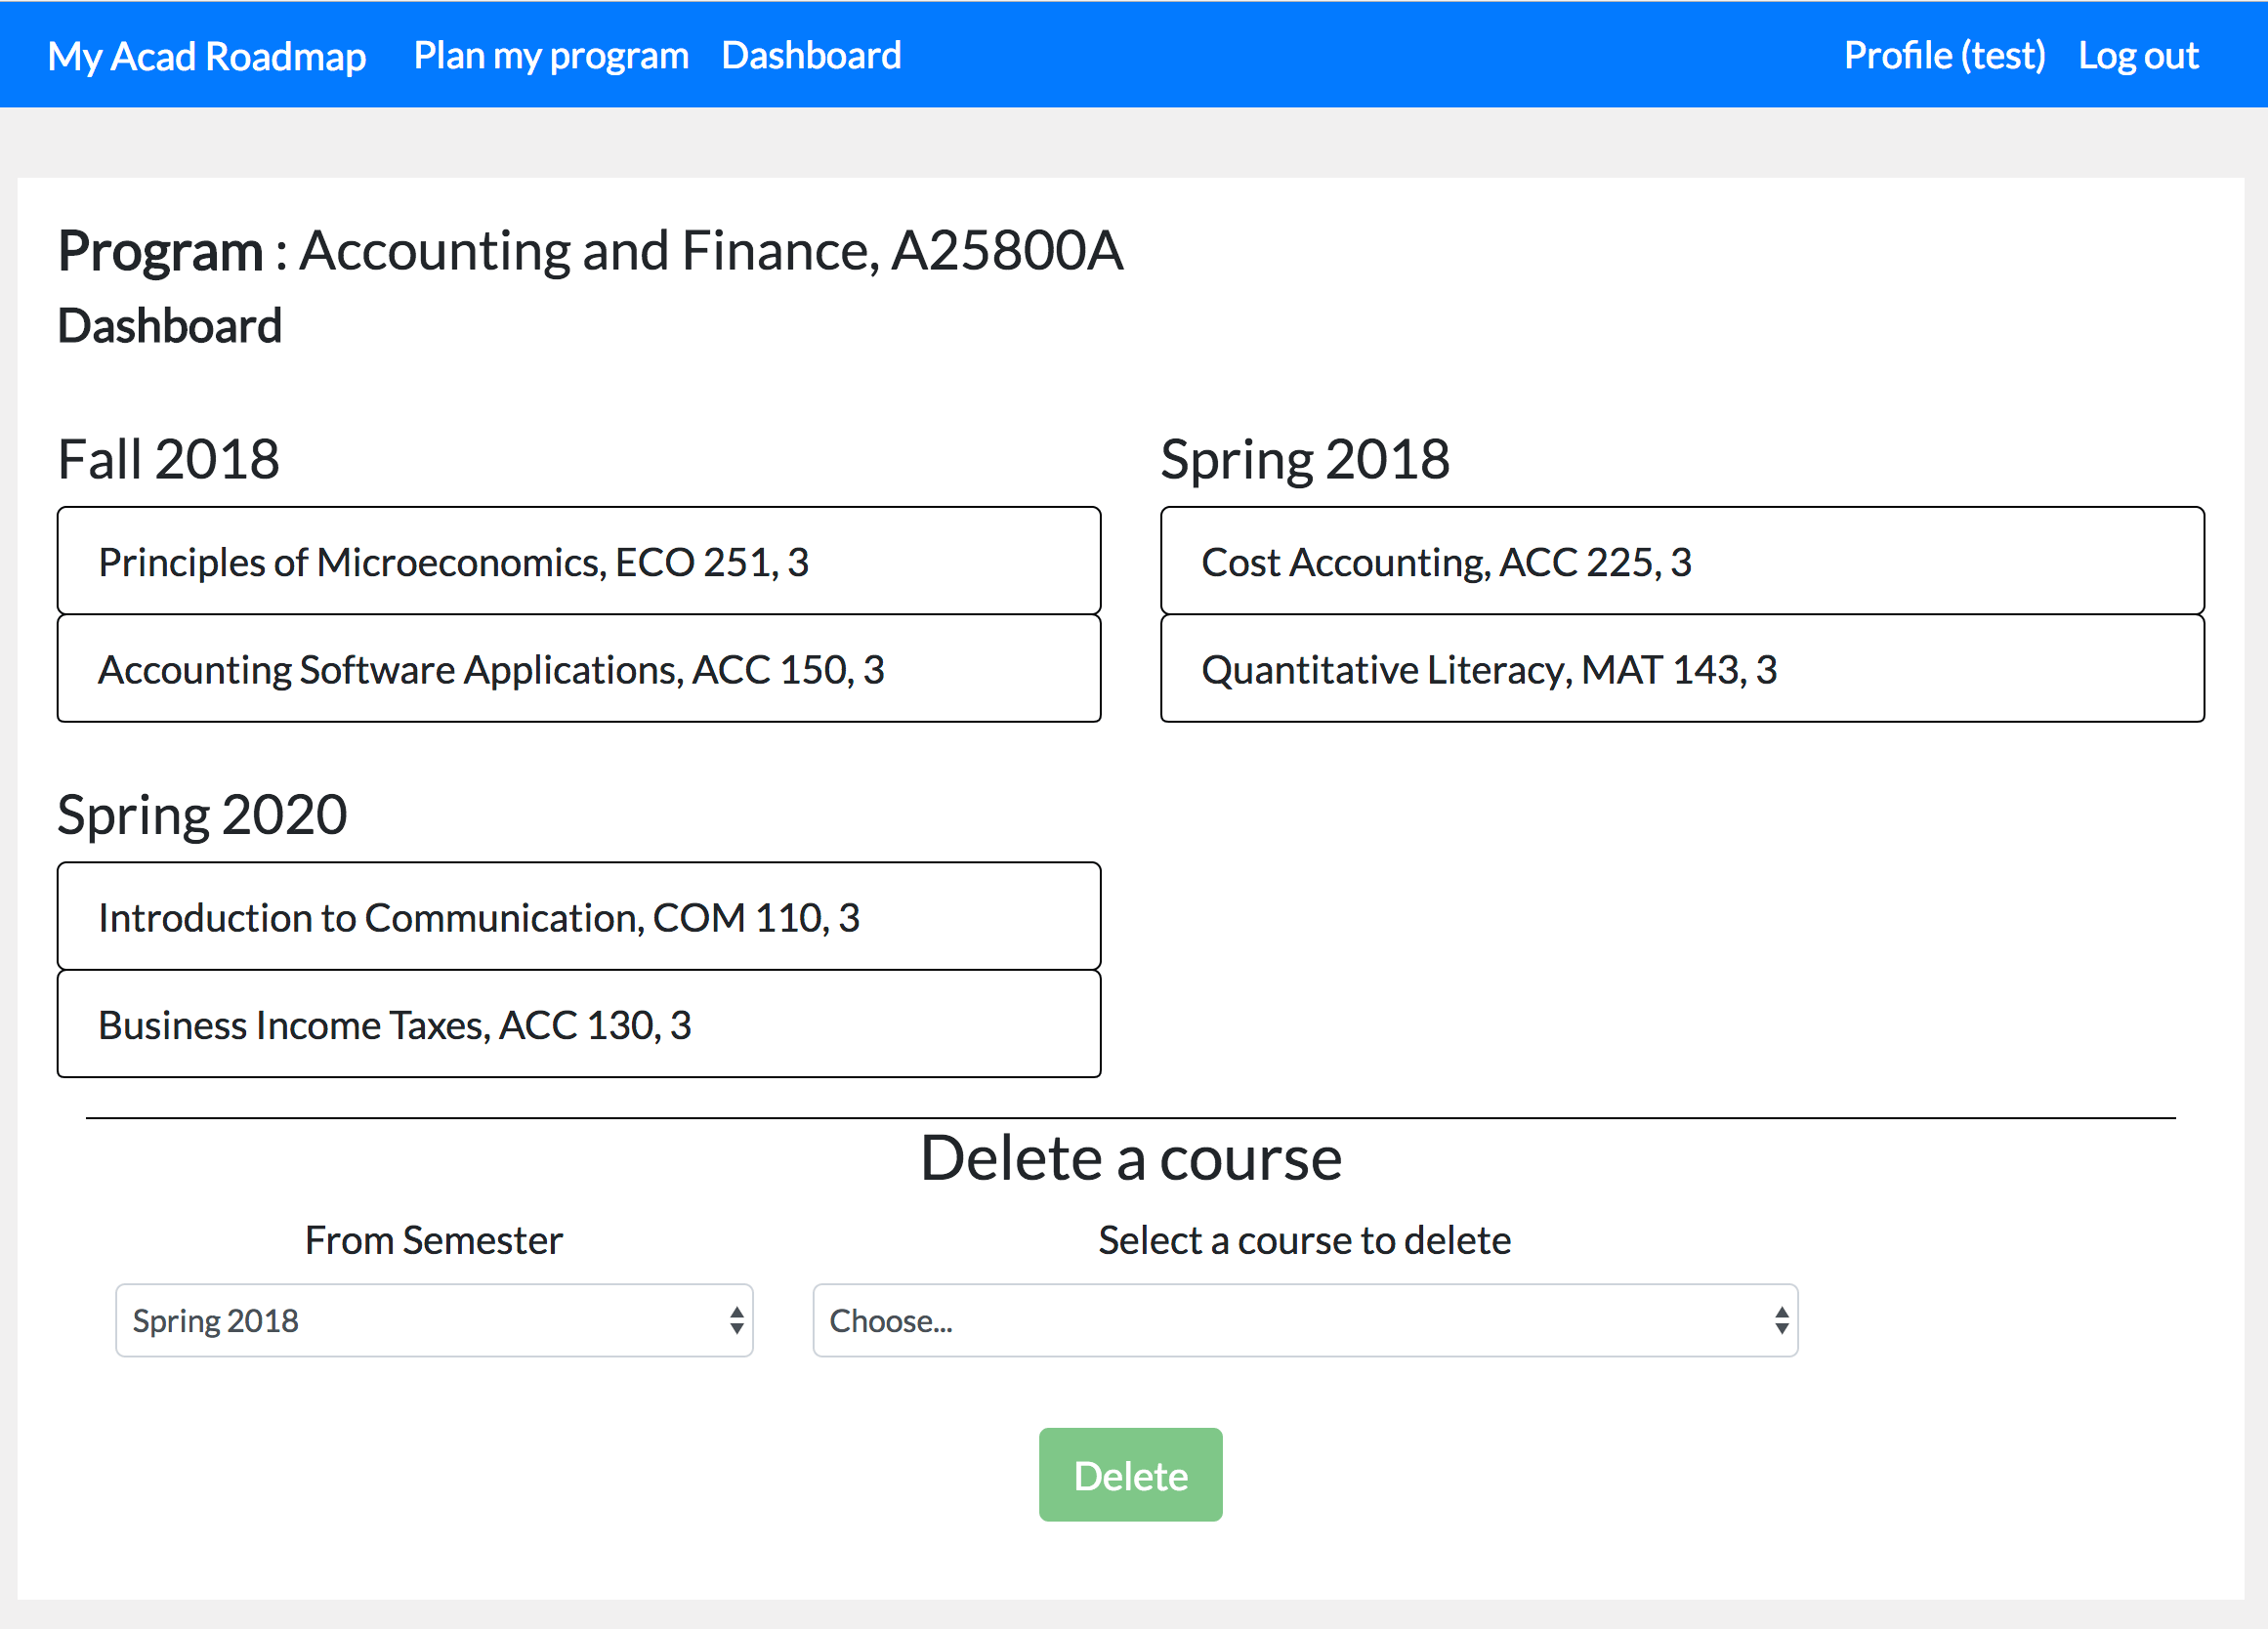 My Acad Roadmap Plan my program Dashboard Profile (test) Log out
Program : Accounting and Finance, A25800A
Dashboard
Fall 2018
Principles of Microeconomics, ECO 251, 3
Accounting Software Applications, ACC 150, 3
Spring 2018
Cost Accounting, ACC 225, 3
Quantitative Literacy, MAT 143, 3
Spring 2020
Introduction to Communication, COM 110, 3
Business Income Taxes, ACC 130, 3
Delete a course
From Semester
Spring 2018
Select a course to delete
Choose...
Delete